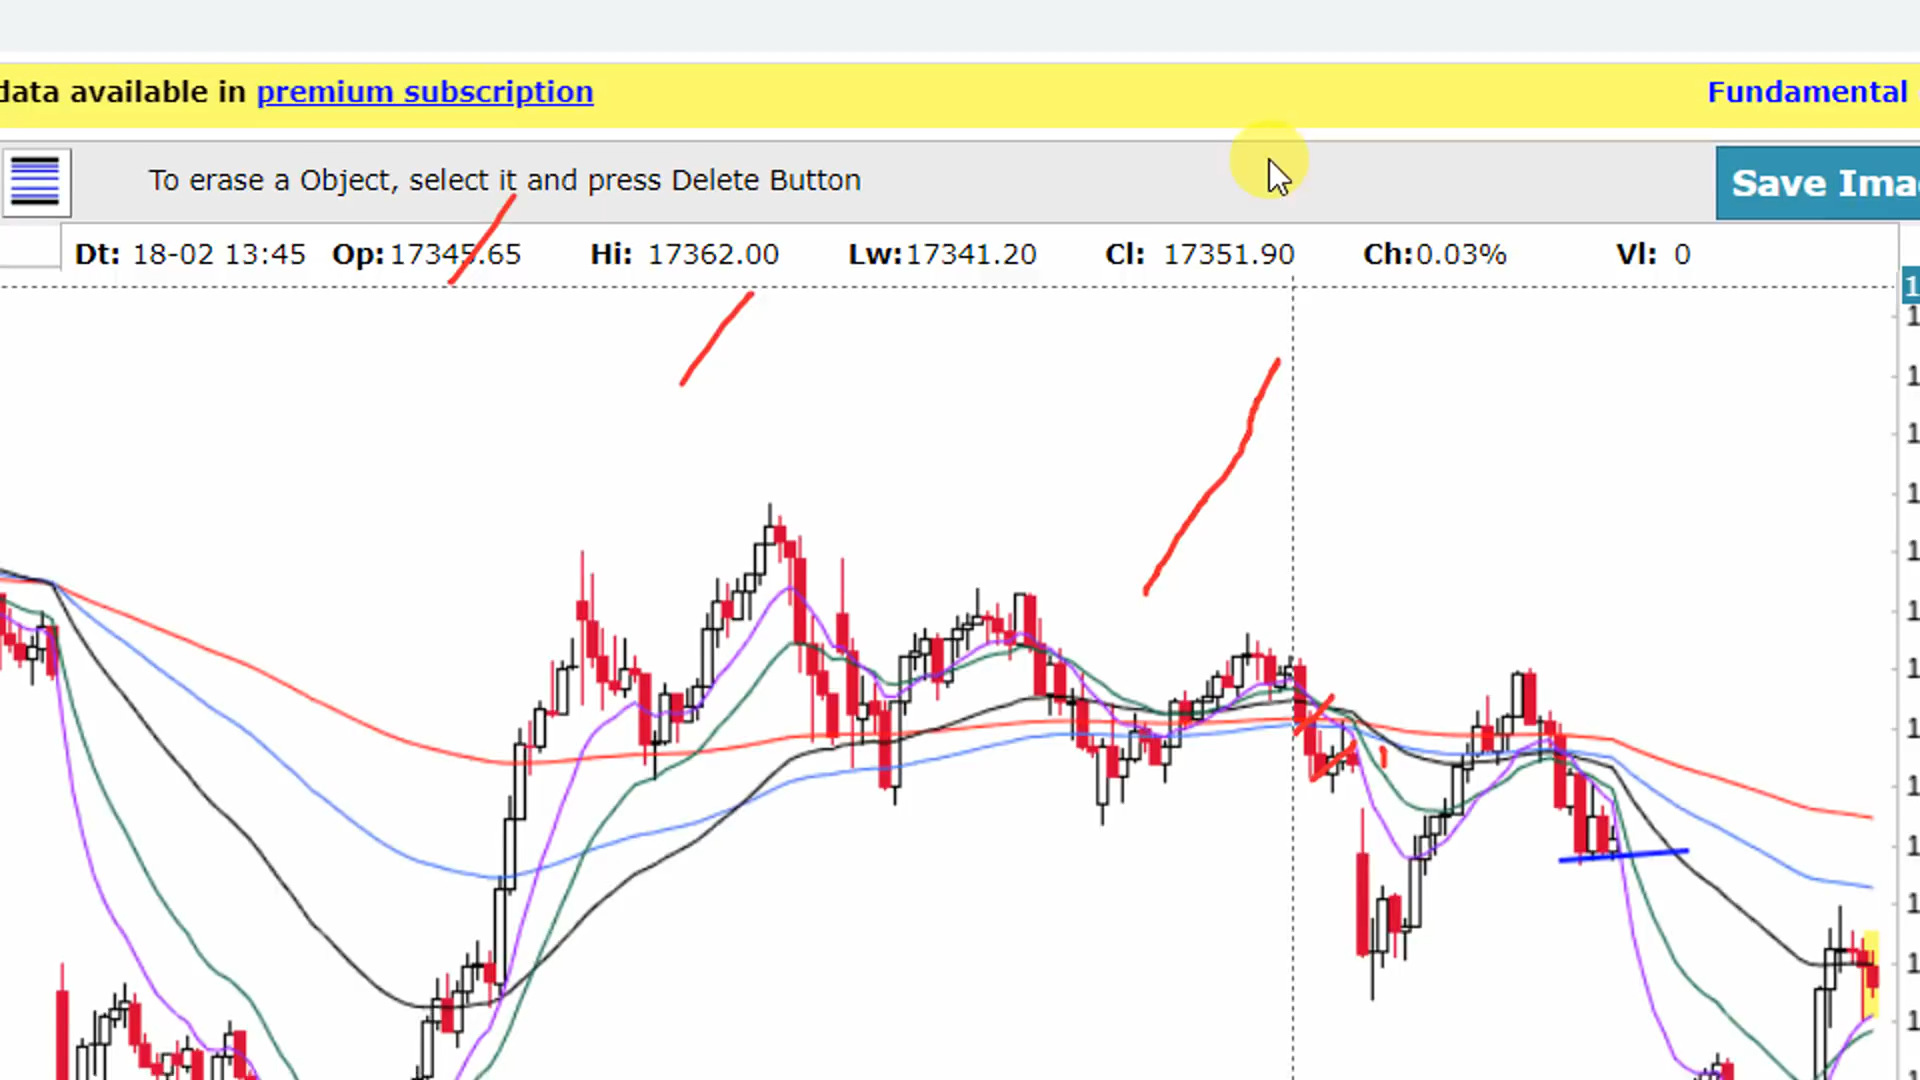 data available in premium subscription Fundamental
To erase a Object, select it and press Delete Button Save Ima
Dt: 18-02 13:45 Op:17345.65 Hi: 17362.00 Lw:17341.20 Cl: 17351.90 Ch:0.03% Vl: 0